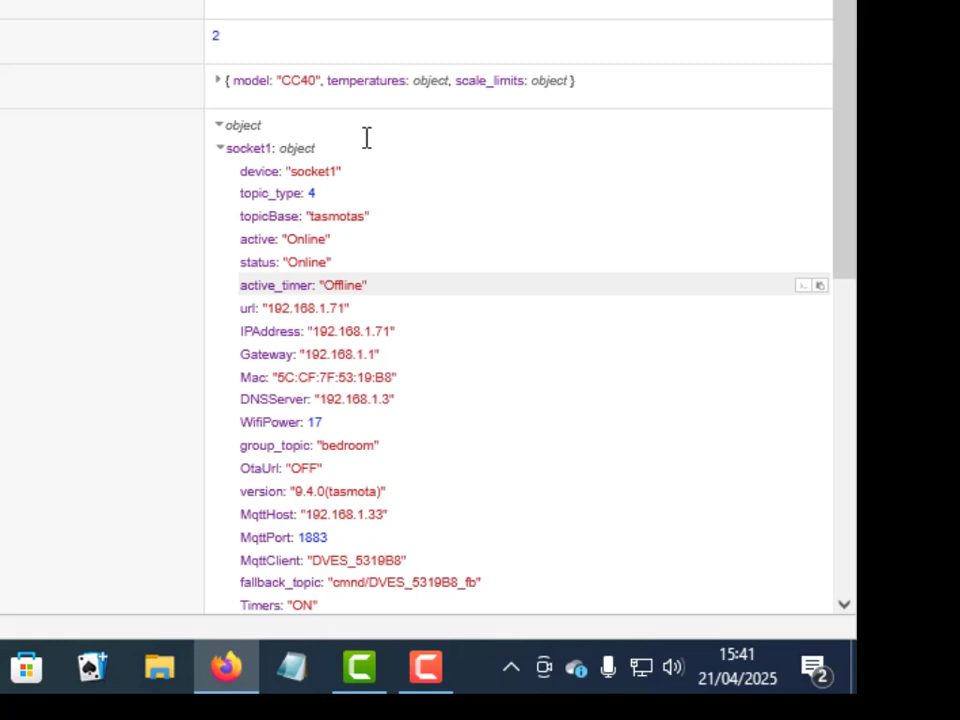 2
{ model: "CC40", temperatures: object, scale_limits: object }
object
socket1: object
device: "socket1"
topic_type: 4
topicBase: "tasmotas"
active: "Online"
status: "Online"
active_timer: "Offline"
url: "192.168.1.71"
IPAddress: "192.168.1.71"
Gateway: "192.168.1.1"
Mac: "5C:CF:7F:53:19:B8"
DNSServer: "192.168.1.3"
WifiPower: 17
group_topic: "bedroom"
OtaUrl: "OFF"
version: "9.4.0(tasmota)"
MqttHost: "192.168.1.33"
MqttPort: 1883
MqttClient: "DVES_5319B8"
fallback_topic: "cmnd/DVES_5319B8_fb"
Timers: "ON"
15:41
21/04/2025
2